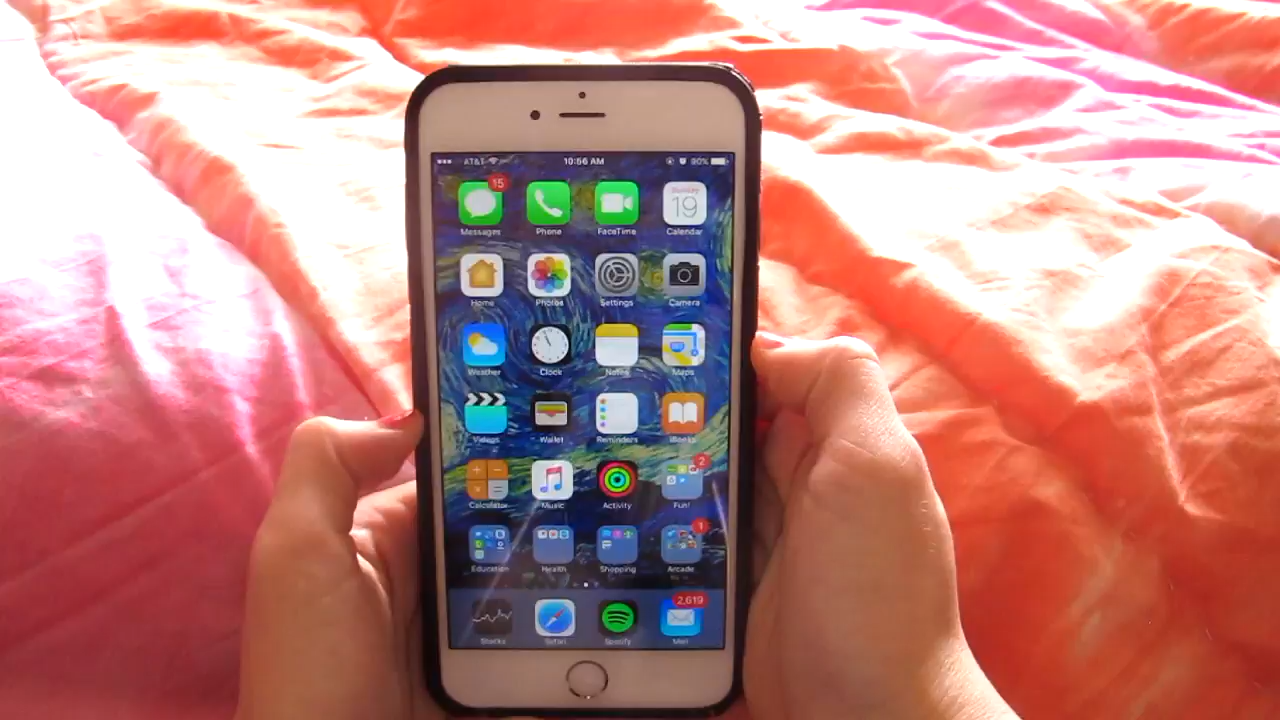 AT&T 10:56 AM 90%
15
Messages Phone FaceTime Calendar
Sunday
19
Home Photos Settings Camera
Weather Clock Notes Maps
Videos Wallet Reminders iBooks
2
Calculator Music Activity Fun!
1
Education Health Shopping Arcade
2,619
Stocks Safari Spotify Mail